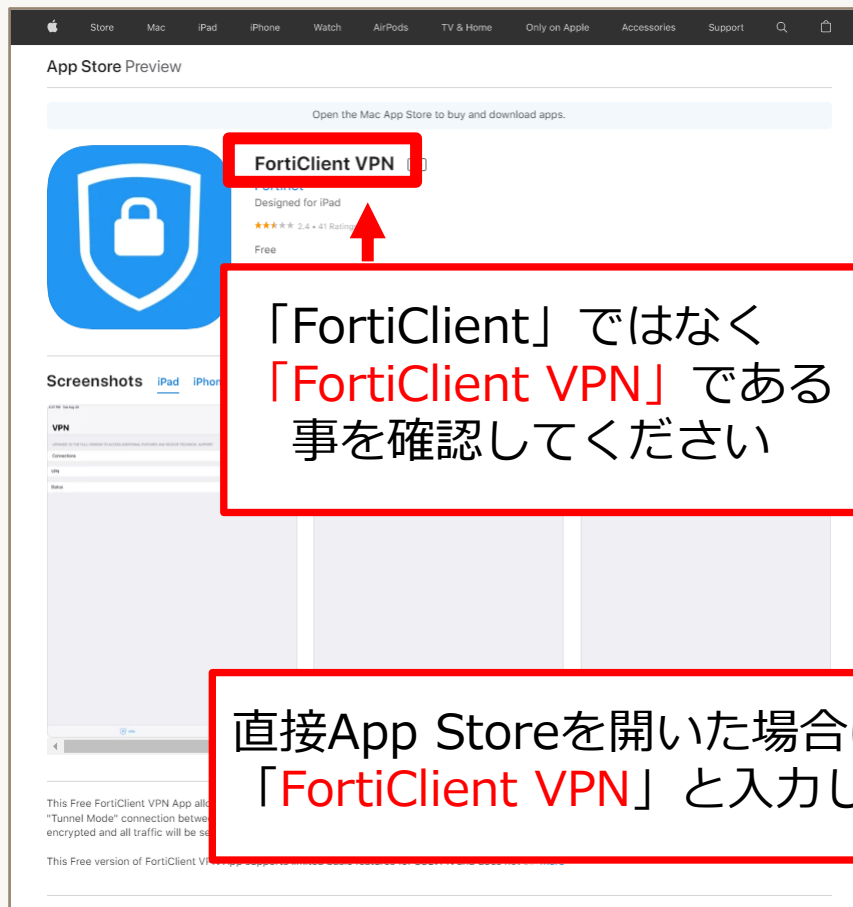 Store Mac iPad iPhone Watch AirPods TV & Home Only on Apple Accessories Support
App Store Preview
Open the Mac App Store to buy and download apps.
FortiClient VPN
Designed for iPad
2.4 • 41 Rating
Free
「FortiClient」ではなく
「FortiClient VPN」である
事を確認してください
Screenshots iPad iPhon
VPN
Connections
VPN
Status
直接App Storeを開いた場合
「FortiClient VPN」と入力し
This Free FortiClient VPN App allo
"Tunnel Mode" connection betwe
encrypted and all traffic will be se
This Free version of FortiClient VP